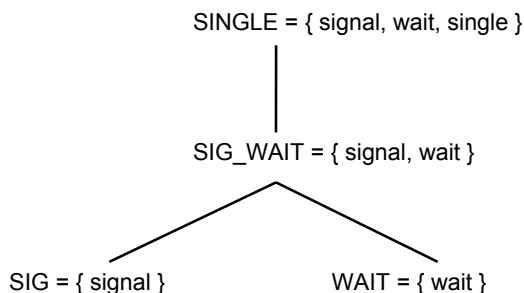 SINGLE = { signal, wait, single }
SIG_WAIT = { signal, wait }
SIG = { signal } WAIT = { wait }